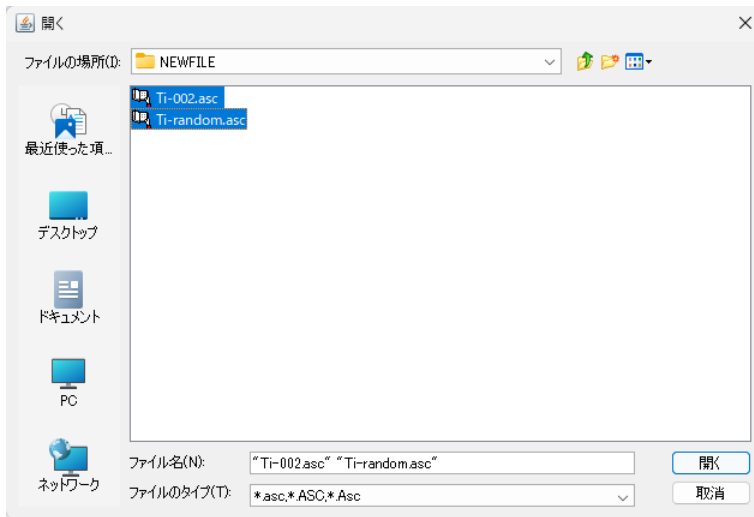 開く
ファイルの場所(I):
NEWFILE
Ti-002.asc
Ti-random.asc
最近使った項...
デスクトップ
ドキュメント
PC
ネットワーク
ファイル名(N):
"Ti-002.asc" "Ti-random.asc"
開く
ファイルのタイプ(T):
*.asc,*.ASC,*.Asc
取消